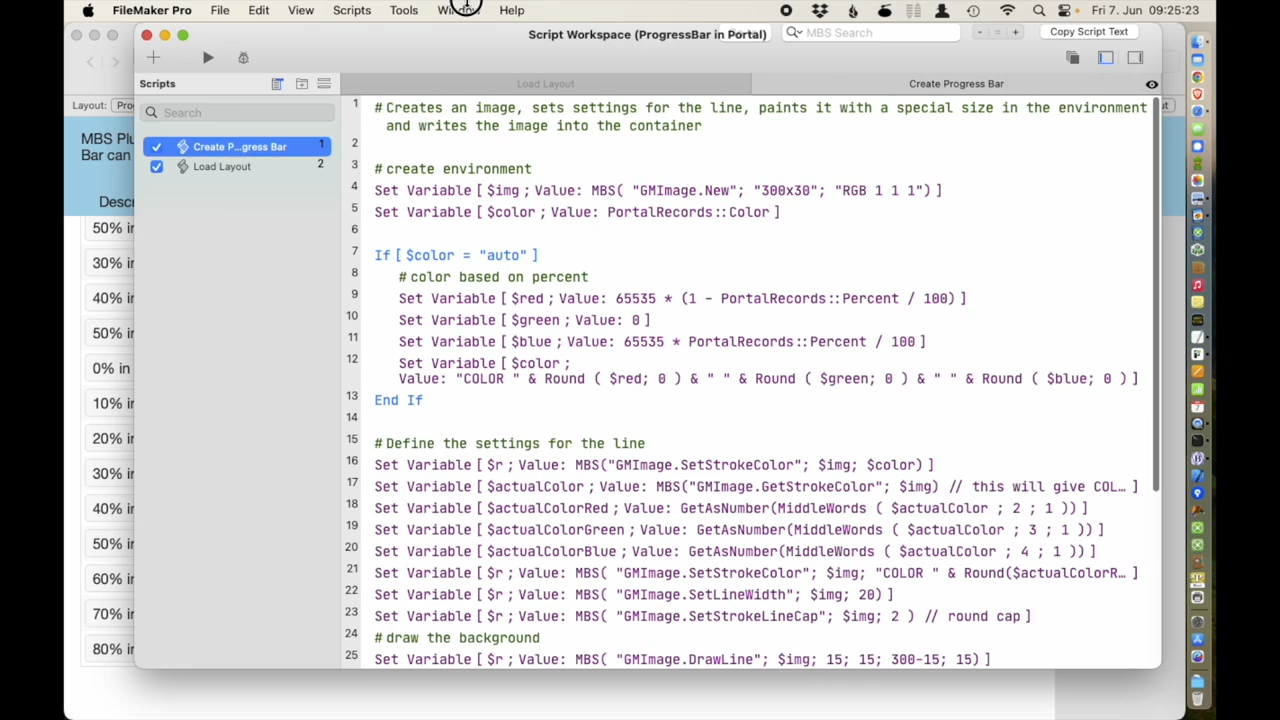 FileMaker Pro File Edit View Scripts Tools Window Help Fri 7. Jun 09:25:23
Script Workspace (ProgressBar in Portal) MBS Search - = + Copy Script Text
Scripts Load Layout Create Progress Bar
Search
Create P...gress Bar 1
Load Layout 2
Layout: Pro
MBS Plu
Bar can
Descr
50% in
30% in
40% in
50% in
0% in
10% in
20% in
30% in
40% in
50% in
60% in
70% in
80% in
1 # Creates an image, sets settings for the line, paints it with a special size in the environment
and writes the image into the container
2
3 # create environment
4 Set Variable [ $img ; Value: MBS( "GMImage.New"; "300x30"; "RGB 1 1 1") ]
5 Set Variable [ $color ; Value: PortalRecords::Color ]
6
7 If [ $color = "auto" ]
8 # color based on percent
9 Set Variable [ $red ; Value: 65535 * (1 - PortalRecords::Percent / 100) ]
10 Set Variable [ $green ; Value: 0 ]
11 Set Variable [ $blue ; Value: 65535 * PortalRecords::Percent / 100 ]
12 Set Variable [ $color ;
Value: "COLOR " & Round ( $red; 0 ) & " " & Round ( $green; 0 ) & " " & Round ( $blue; 0 ) ]
13 End If
14
15 # Define the settings for the line
16 Set Variable [ $r ; Value: MBS("GMImage.SetStrokeColor"; $img; $color) ]
17 Set Variable [ $actualColor ; Value: MBS("GMImage.GetStrokeColor"; $img) // this will give COL… ]
18 Set Variable [ $actualColorRed ; Value: GetAsNumber(MiddleWords ( $actualColor ; 2 ; 1 )) ]
19 Set Variable [ $actualColorGreen ; Value: GetAsNumber(MiddleWords ( $actualColor ; 3 ; 1 )) ]
20 Set Variable [ $actualColorBlue ; Value: GetAsNumber(MiddleWords ( $actualColor ; 4 ; 1 )) ]
21 Set Variable [ $r ; Value: MBS( "GMImage.SetStrokeColor"; $img; "COLOR " & Round($actualColorR… ]
22 Set Variable [ $r ; Value: MBS( "GMImage.SetLineWidth"; $img; 20) ]
23 Set Variable [ $r ; Value: MBS( "GMImage.SetStrokeLineCap"; $img; 2 ) // round cap ]
24 # draw the background
25 Set Variable [ $r ; Value: MBS( "GMImage.DrawLine"; $img; 15; 15; 300-15; 15) ]